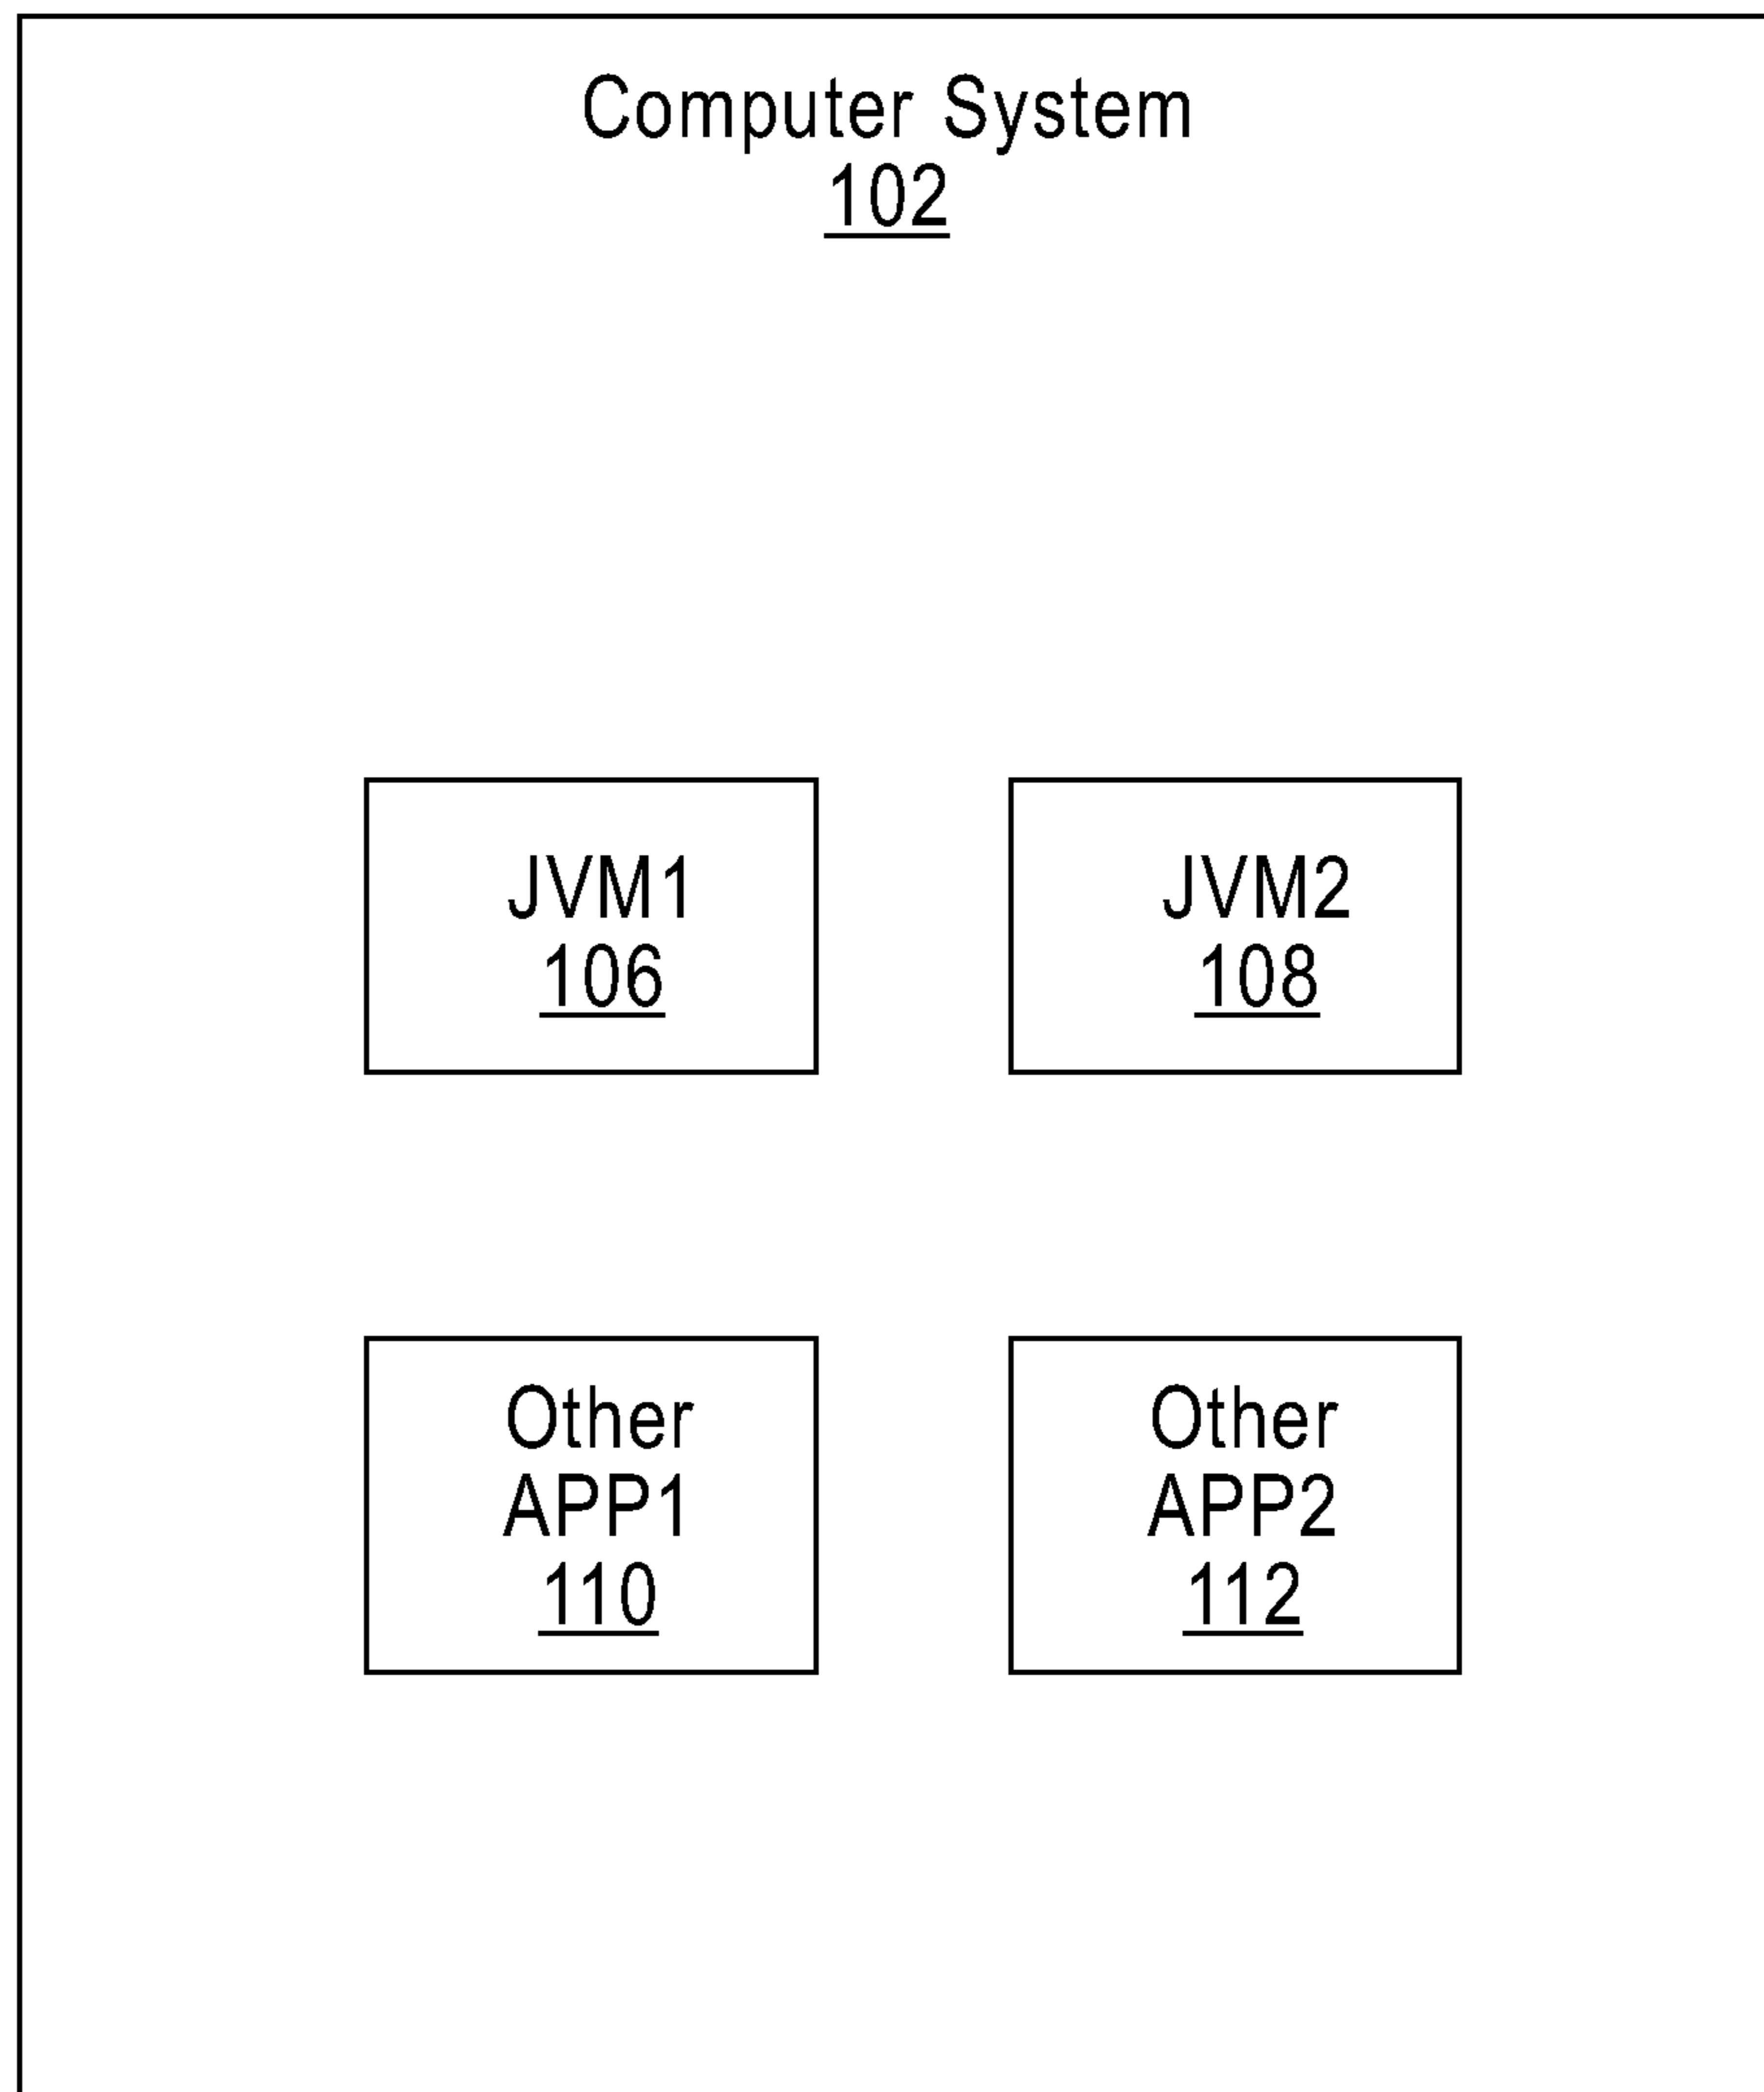 Computer System
102
JVM1
106
JVM2
108
Other
APP1
110
Other
APP2
112